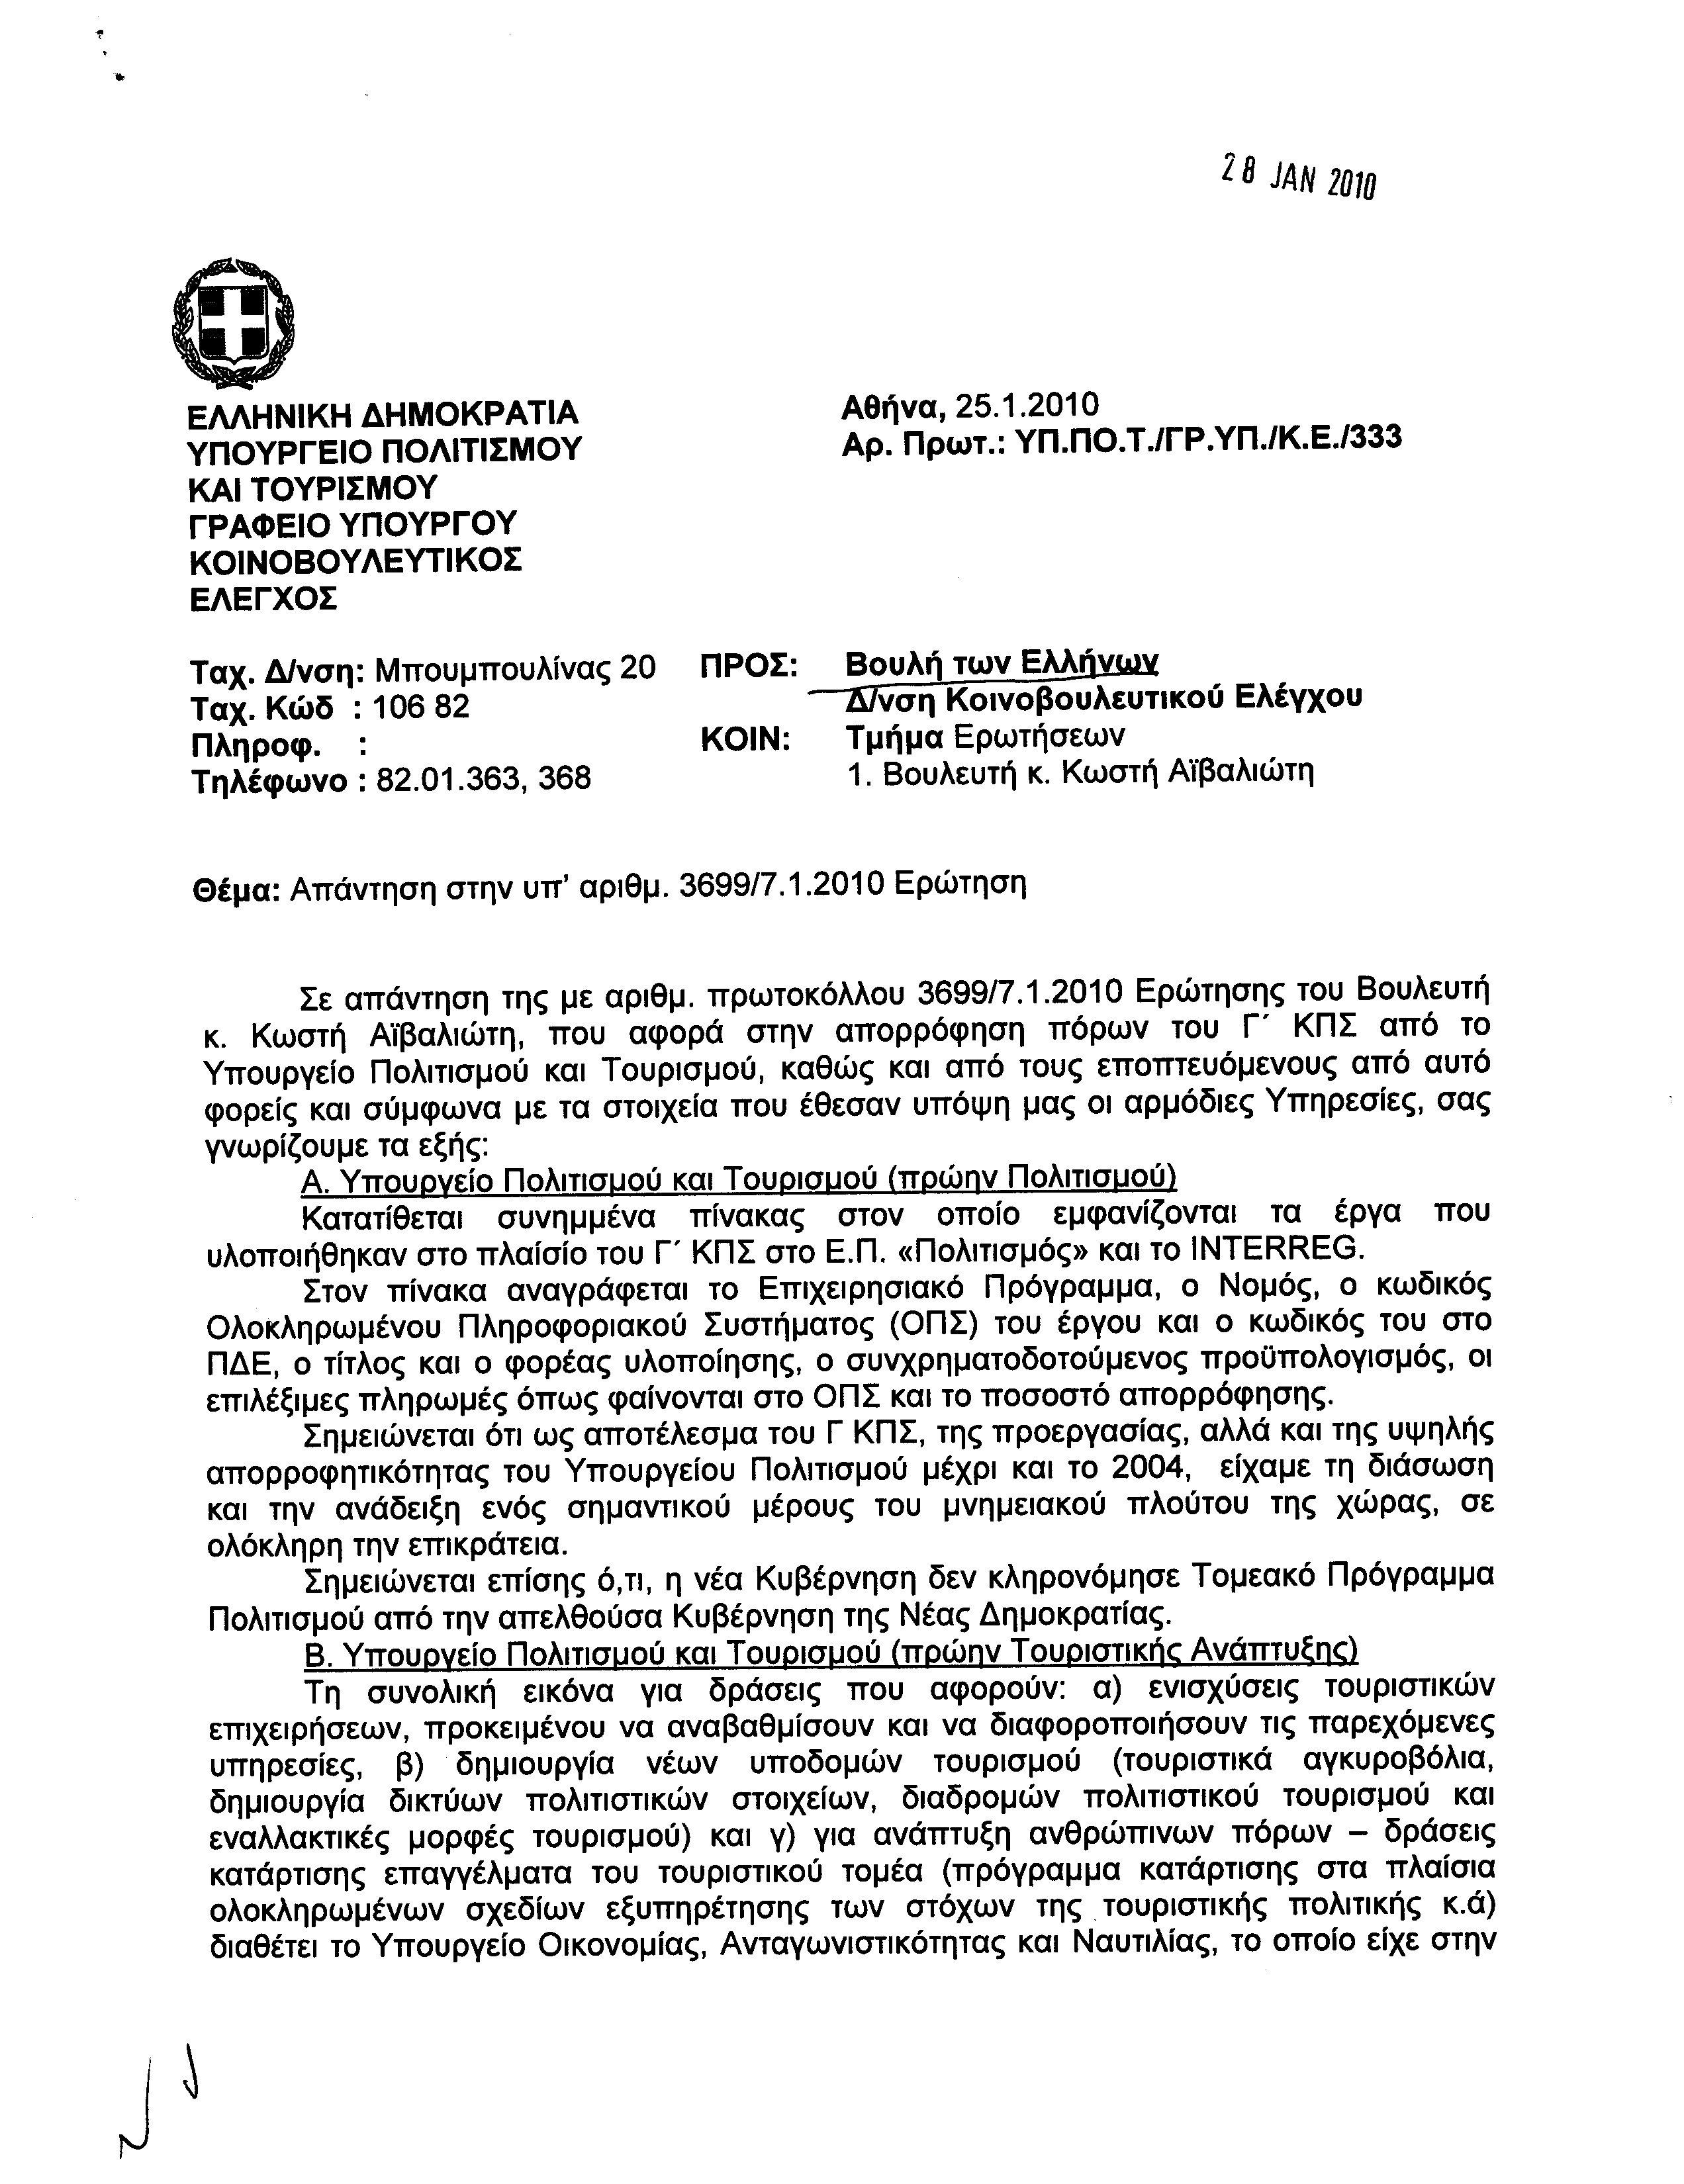 28 JAN 2010
ΕΛΛΗΝΙΚΗ ΔΗΜΟΚΡΑΤΙΑ
ΥΠΟΥΡΓΕΙΟ ΠΟΛΙΤΙΣΜΟΥ
ΚΑΙ ΤΟΥΡΙΣΜΟΥ
ΓΡΑΦΕΙΟ ΥΠΟΥΡΓΟΥ
ΚΟΙΝΟΒΟΥΛΕΥΤΙΚΟΣ
ΕΛΕΓΧΟΣ
Αθήνα, 25.1.2010
Αρ. Πρωτ.: ΥΠ.ΠΟ.Τ./ΓΡ.ΥΠ./Κ.Ε./333
Ταχ. Δ/νση: Μπουμπουλίνας 20
Ταχ. Κώδ : 106 82
Πληροφ. :
Τηλέφωνο : 82.01.363, 368
ΠΡΟΣ: Βουλή των Ελλήνων
Δ/νση Κοινοβουλευτικού Ελέγχου
ΚΟΙΝ: Τμήμα Ερωτήσεων
1. Βουλευτή κ. Κωστή Αϊβαλιώτη
Θέμα: Απάντηση στην υπ’ αριθμ. 3699/7.1.2010 Ερώτηση
Σε απάντηση της με αριθμ. πρωτοκόλλου 3699/7.1.2010 Ερώτησης του Βουλευτή
κ. Κωστή Αϊβαλιώτη, που αφορά στην απορρόφηση πόρων του Γ΄ ΚΠΣ από το
Υπουργείο Πολιτισμού και Τουρισμού, καθώς και από τους εποπτευόμενους από αυτό
φορείς και σύμφωνα με τα στοιχεία που έθεσαν υπόψη μας οι αρμόδιες Υπηρεσίες, σας
γνωρίζουμε τα εξής:
Α. Υπουργείο Πολιτισμού και Τουρισμού (πρώην Πολιτισμού)
Κατατίθεται συνημμένα πίνακας στον οποίο εμφανίζονται τα έργα που
υλοποιήθηκαν στο πλαίσίο του Γ΄ ΚΠΣ στο Ε.Π. «Πολιτισμός» και το INTERREG.
Στον πίνακα αναγράφεται το Επιχειρησιακό Πρόγραμμα, ο Νομός, ο κωδικός
Ολοκληρωμένου Πληροφοριακού Συστήματος (ΟΠΣ) του έργου και ο κωδικός του στο
ΠΔΕ, ο τίτλος και ο φορέας υλοποίησης, ο συνχρηματοδοτούμενος προϋπολογισμός, οι
επιλέξιμες πληρωμές όπως φαίνονται στο ΟΠΣ και το ποσοστό απορρόφησης.
Σημειώνεται ότι ως αποτέλεσμα του Γ ΚΠΣ, της προεργασίας, αλλά και της υψηλής
απορροφητικότητας του Υπουργείου Πολιτισμού μέχρι και το 2004, είχαμε τη διάσωση
και την ανάδειξη ενός σημαντικού μέρους του μνημειακού πλούτου της χώρας, σε
ολόκληρη την επικράτεια.
Σημειώνεται επίσης ό,τι, η νέα Κυβέρνηση δεν κληρονόμησε Τομεακό Πρόγραμμα
Πολιτισμού από την απελθούσα Κυβέρνηση της Νέας Δημοκρατίας.
Β. Υπουργείο Πολιτισμού και Τουρισμού (πρώην Τουριστικής Ανάπτυξης)
Τη συνολική εικόνα για δράσεις που αφορούν: α) ενισχύσεις τουριστικών
επιχειρήσεων, προκειμένου να αναβαθμίσουν και να διαφοροποιήσουν τις παρεχόμενες
υπηρεσίες, β) δημιουργία νέων υποδομών τουρισμού (τουριστικά αγκυροβόλια,
δημιουργία δικτύων πολιτιστικών στοιχείων, διαδρομών πολιτιστικού τουρισμού και
εναλλακτικές μορφές τουρισμού) και γ) για ανάπτυξη ανθρώπινων πόρων – δράσεις
κατάρτισης επαγγέλματα του τουριστικού τομέα (πρόγραμμα κατάρτισης στα πλαίσια
ολοκληρωμένων σχεδίων εξυπηρέτησης των στόχων της τουριστικής πολιτικής κ.ά)
διαθέτει το Υπουργείο Οικονομίας, Ανταγωνιστικότητας και Ναυτιλίας, το οποίο είχε στην